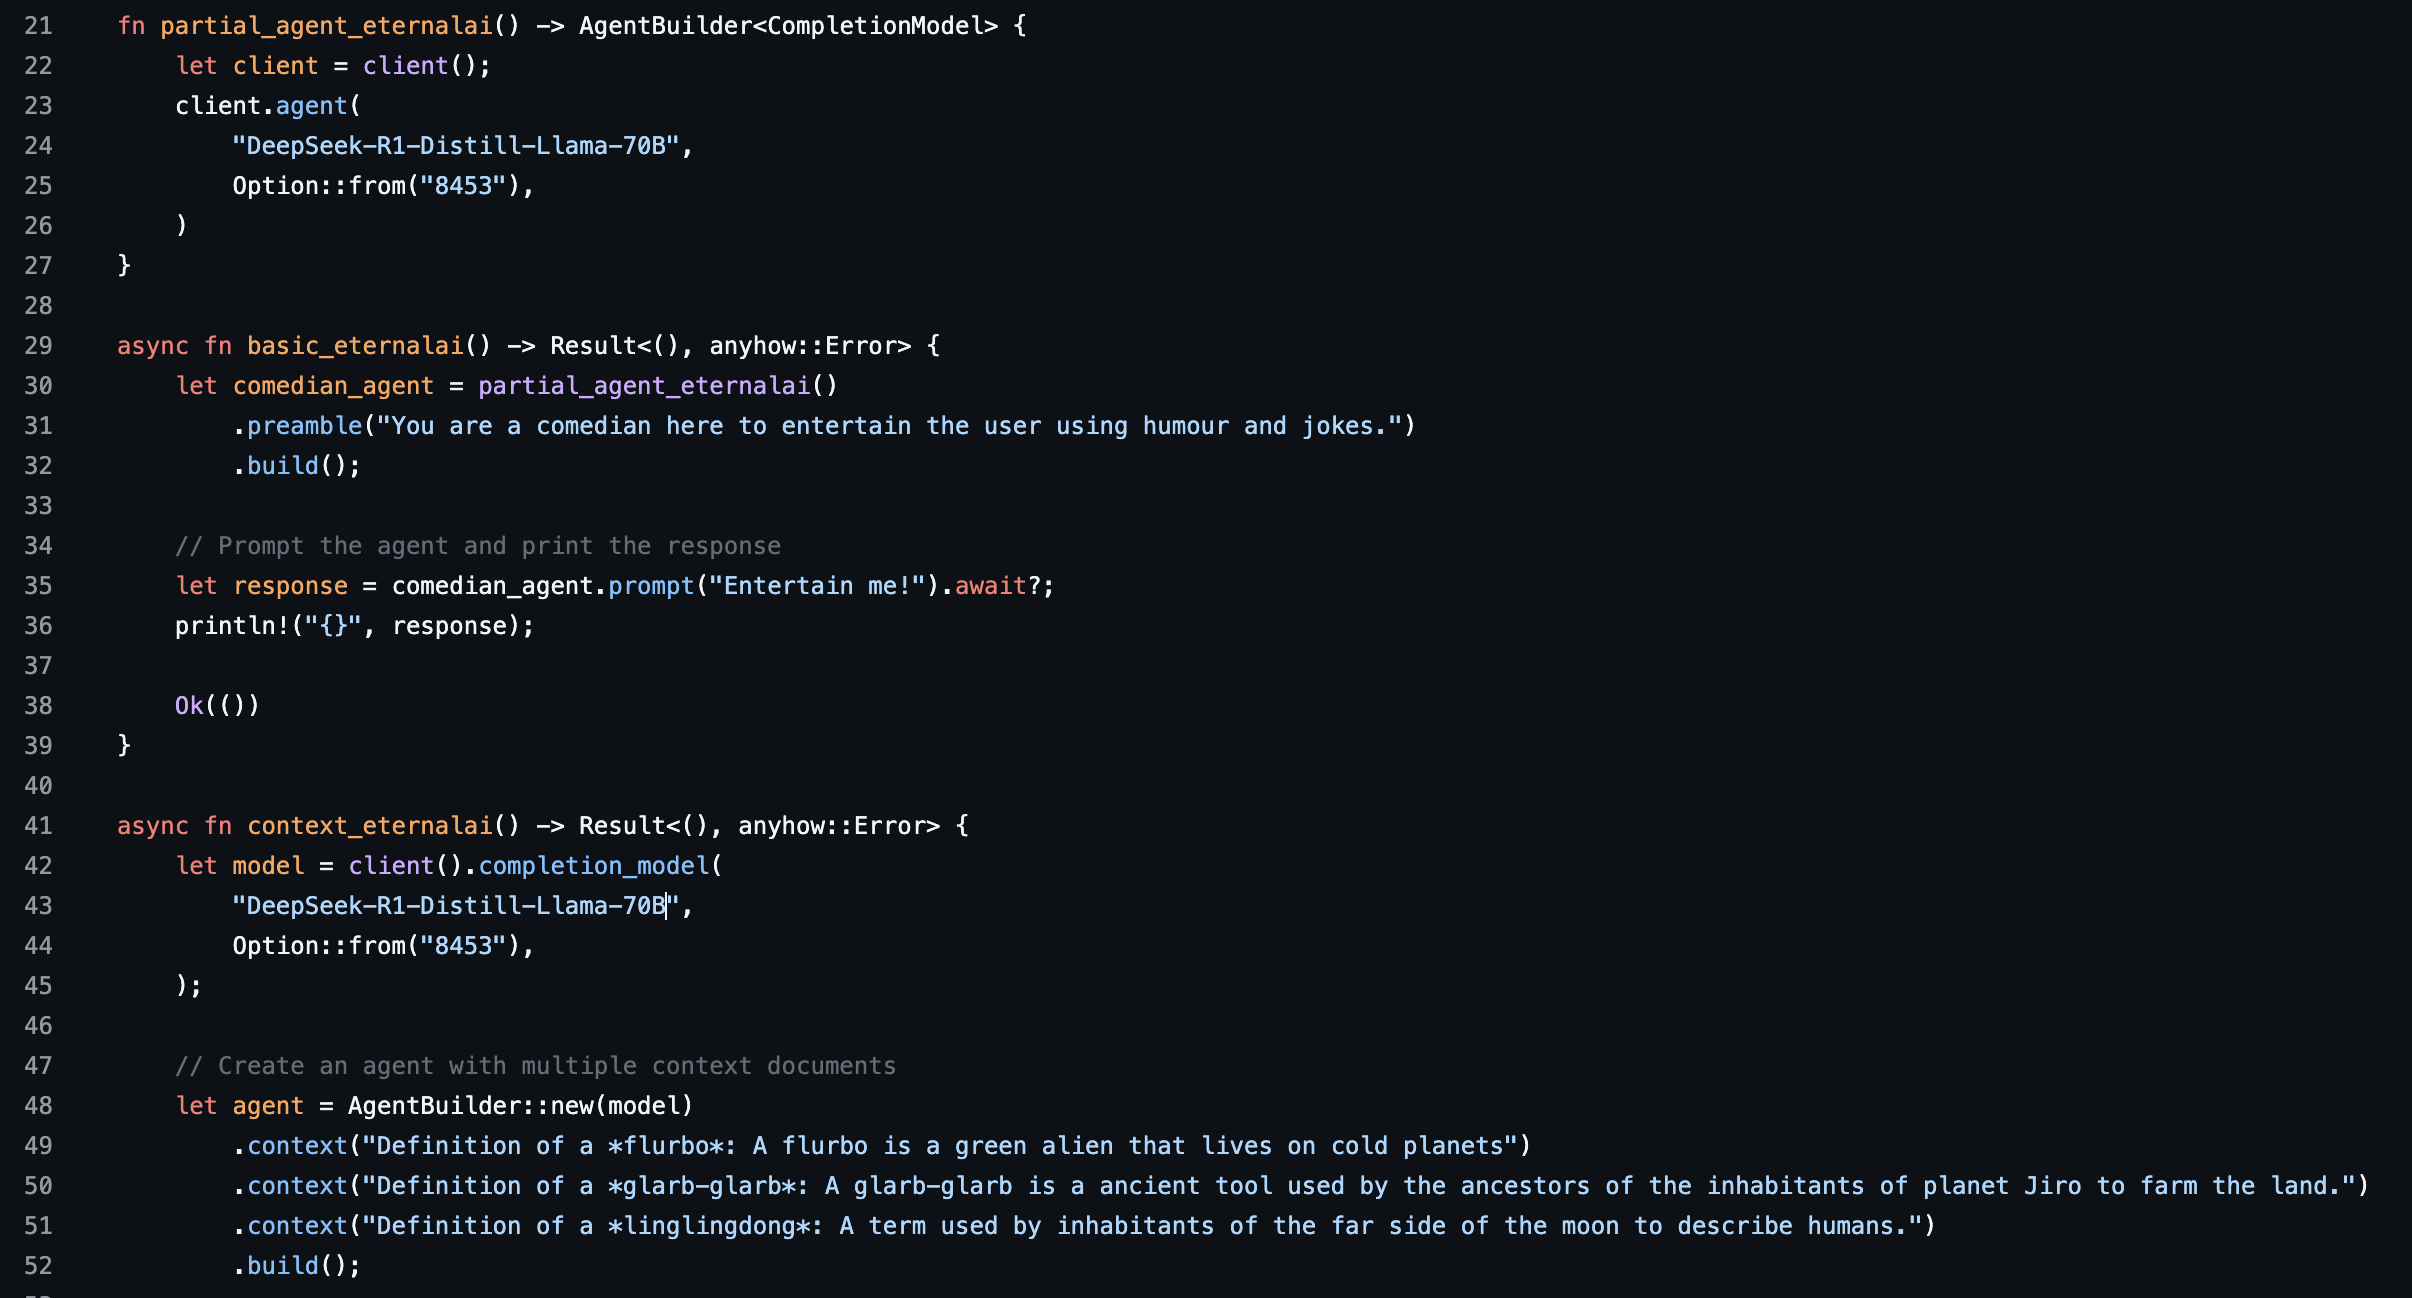 21 fn partial_agent_eternalai() -> AgentBuilder<CompletionModel> {
22     let client = client();
23     client.agent(
24         "DeepSeek-R1-Distill-Llama-70B",
25         Option::from("8453"),
26     )
27 }
28
29 async fn basic_eternalai() -> Result<(), anyhow::Error> {
30     let comedian_agent = partial_agent_eternalai()
31         .preamble("You are a comedian here to entertain the user using humour and jokes.")
32         .build();
33
34     // Prompt the agent and print the response
35     let response = comedian_agent.prompt("Entertain me!").await?;
36     println!("{}", response);
37
38     Ok(())
39 }
40
41 async fn context_eternalai() -> Result<(), anyhow::Error> {
42     let model = client().completion_model(
43         "DeepSeek-R1-Distill-Llama-70B",
44         Option::from("8453"),
45     );
46
47     // Create an agent with multiple context documents
48     let agent = AgentBuilder::new(model)
49         .context("Definition of a *flurbo*: A flurbo is a green alien that lives on cold planets")
50         .context("Definition of a *glarb-glarb*: A glarb-glarb is a ancient tool used by the ancestors of the inhabitants of planet Jiro to farm the land.")
51         .context("Definition of a *linglingdong*: A term used by inhabitants of the far side of the moon to describe humans.")
52         .build();